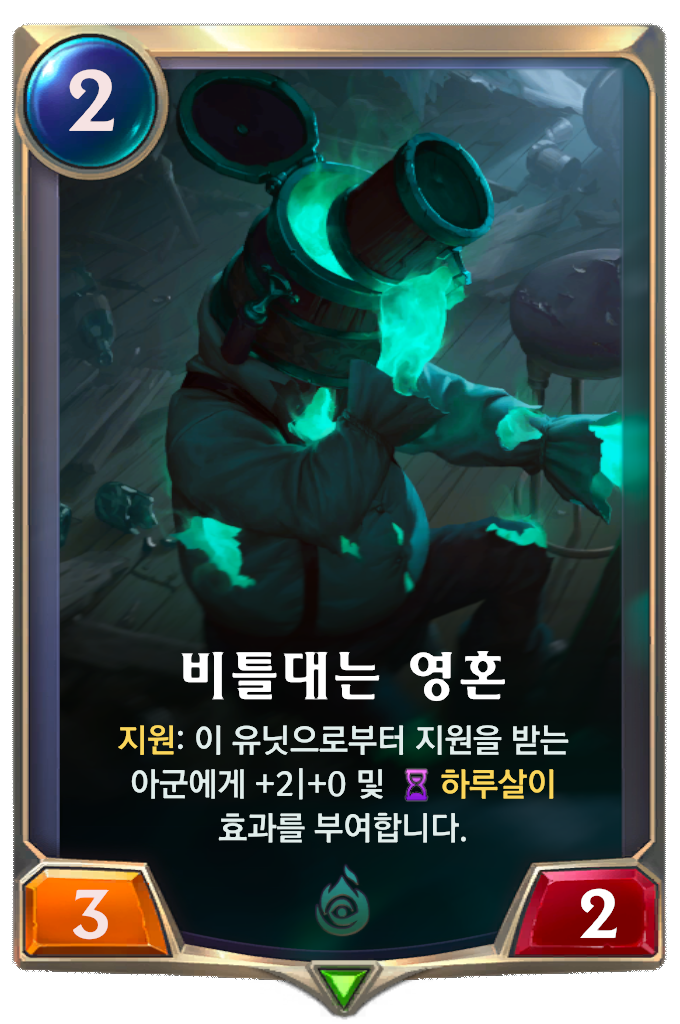 2
비틀대는 영혼
지원: 이 유닛으로부터 지원을 받는
아군에게 +2|+0 및 하루살이
효과를 부여합니다.
3
2